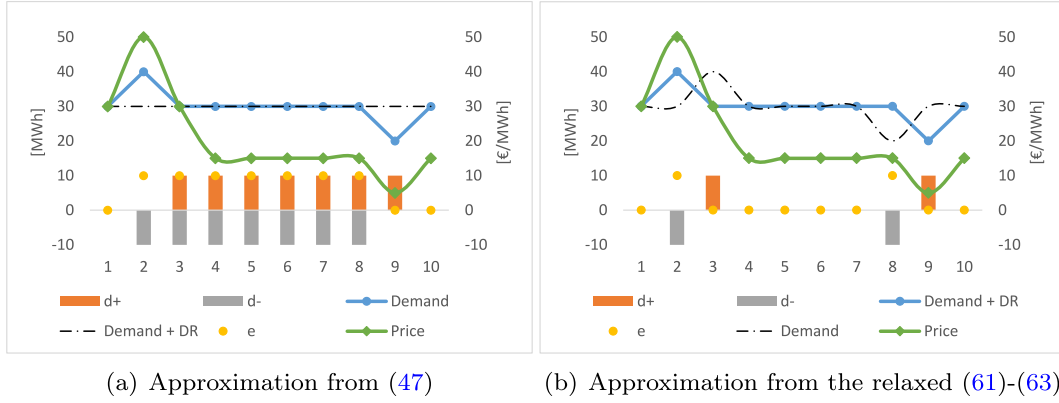 50 50
40 40
30 30
20 20
10 10
0 0
-10 -10
[MWh] [€/MWh]
1 2 3 4 5 6 7 8 9 10
d+ d- Demand
Demand + DR e Price
(a) Approximation from (47)
50 50
40 40
30 30
20 20
10 10
0 0
-10 -10
[MWh] [€/MWh]
1 2 3 4 5 6 7 8 9 10
d+ d- Demand + DR
e Demand Price
(b) Approximation from the relaxed (61)-(63)